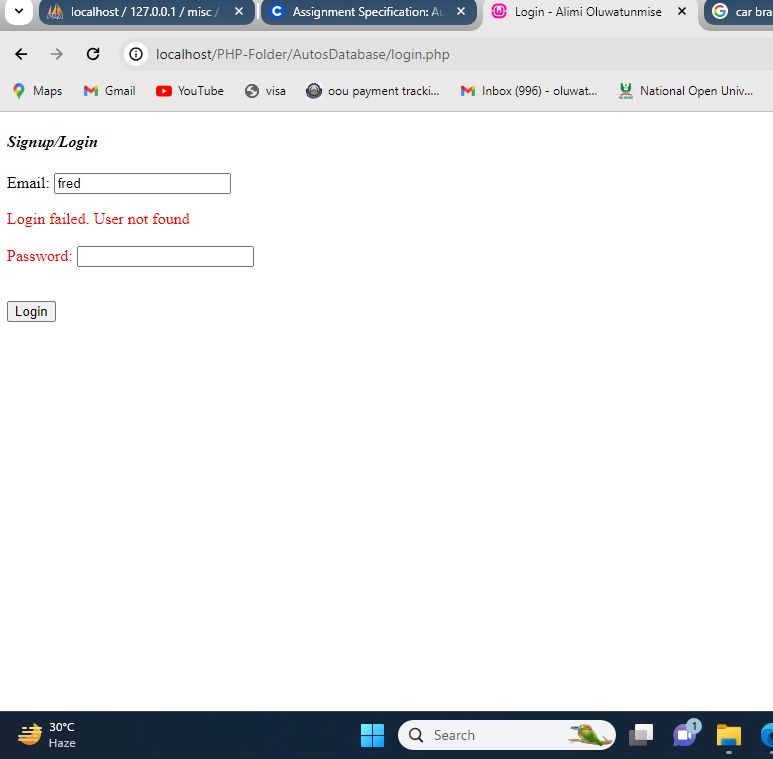 localhost / 127.0.0.1 / misc /
Assignment Specification: Au
Login - Alimi Oluwatunmise
car bra
localhost/PHP-Folder/AutosDatabase/login.php
Maps
Gmail
YouTube
visa
oou payment tracki...
Inbox (996) - oluwat...
National Open Univ...
Signup/Login
Email: fred
Login failed. User not found
Password:
Login
30°C
Haze
Search
1